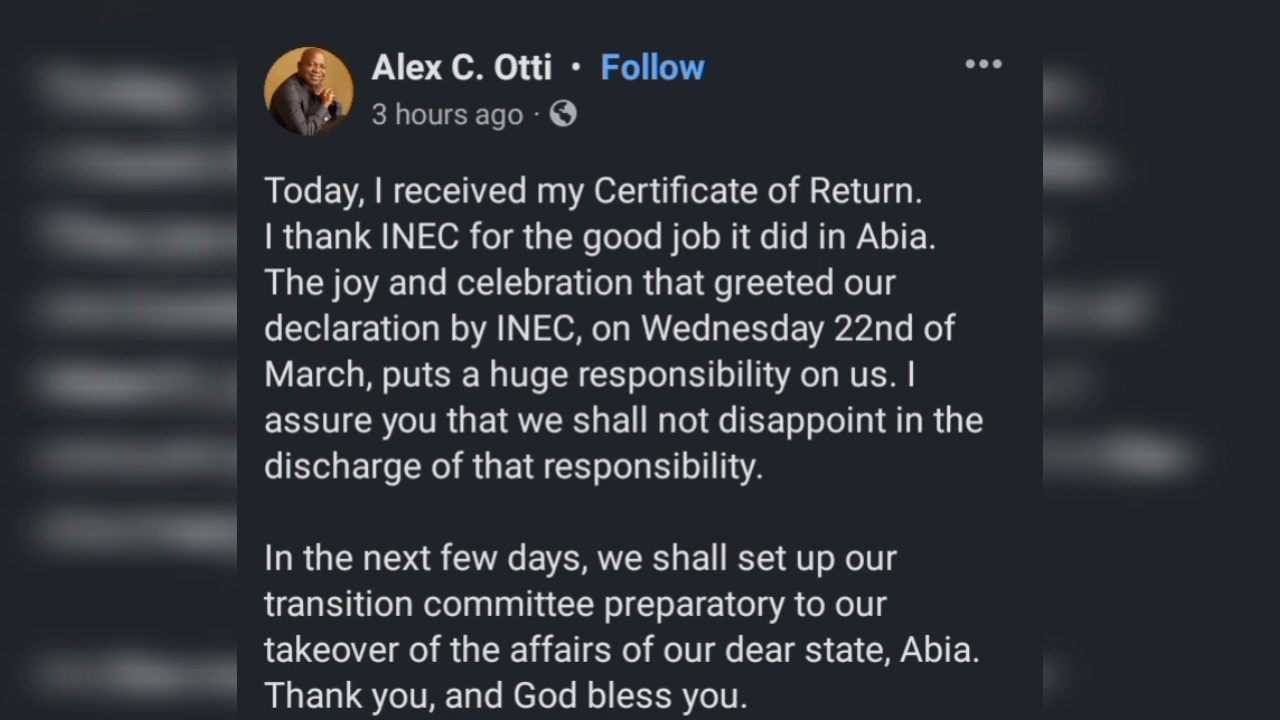 Alex C. Otti • Follow
3 hours ago ·
Today, I received my Certificate of Return.
I thank INEC for the good job it did in Abia.
The joy and celebration that greeted our
declaration by INEC, on Wednesday 22nd of
March, puts a huge responsibility on us. I
assure you that we shall not disappoint in the
discharge of that responsibility.
In the next few days, we shall set up our
transition committee preparatory to our
takeover of the affairs of our dear state, Abia.
Thank you, and God bless you.